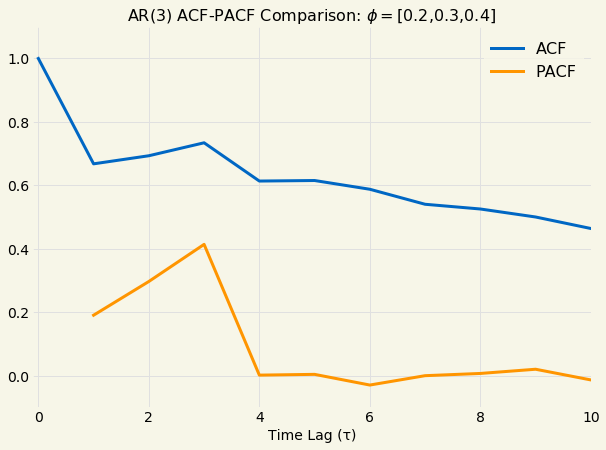 AR(3) ACF-PACF Comparison: ϕ = [0.2,0.3,0.4]
ACF
PACF
1.0
0.8
0.6
0.4
0.2
0.0
0 2 4 6 8 10
Time Lag (τ)